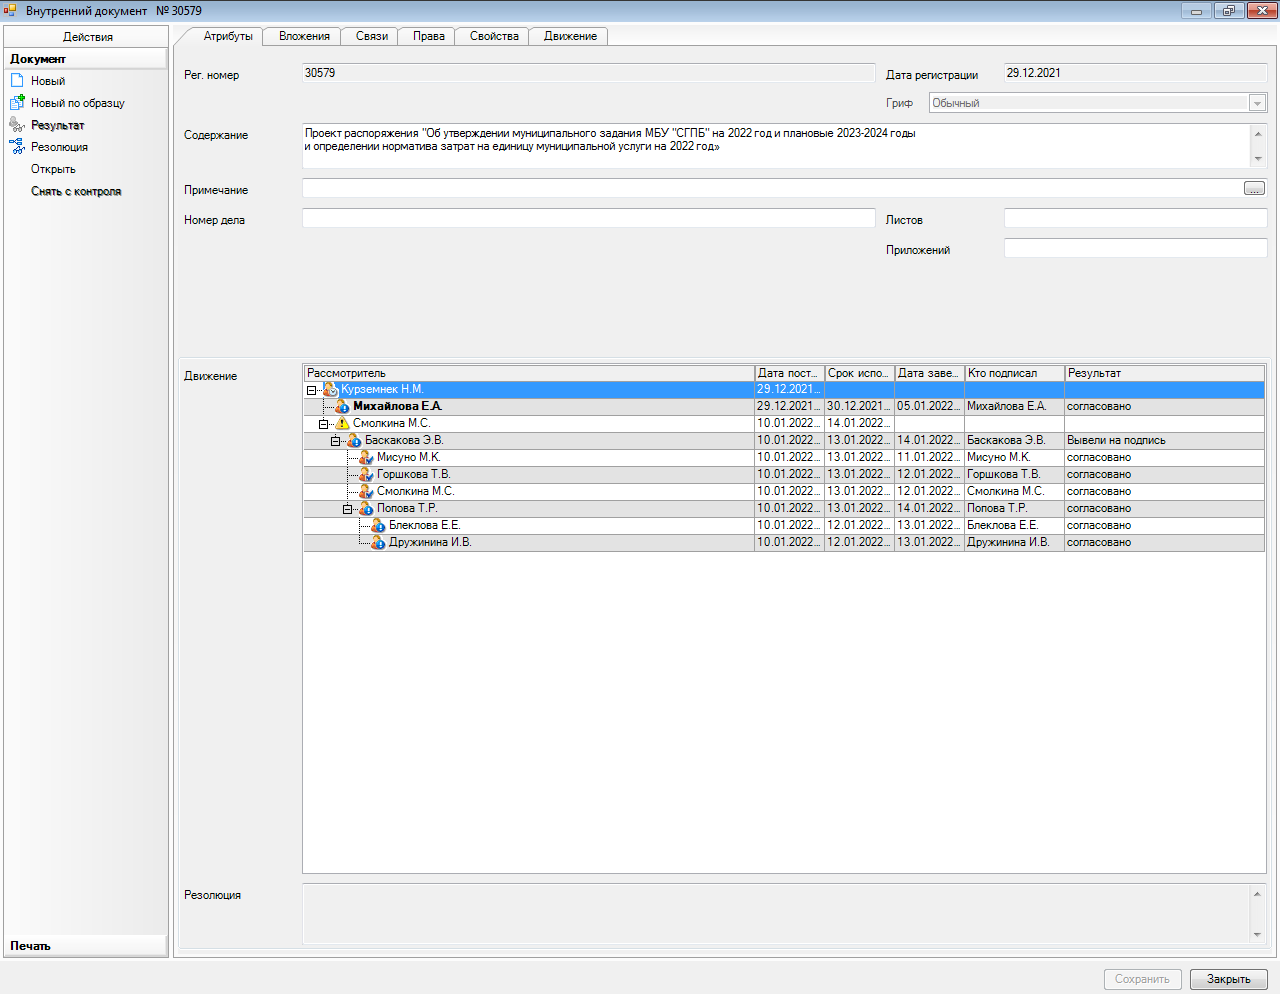 Внутренний документ № 30579
Действия
Документ
Новый
Новый по образцу
Результат
Резолюция
Открыть
Снять с контроля
Печать
Атрибуты Вложения Связи Права Свойства Движение
Рег. номер 30579 Дата регистрации 29.12.2021
Гриф Обычный
Содержание Проект распоряжения "Об утверждении муниципального задания МБУ "СГПБ" на 2022 год и плановые 2023-2024 годы
и определении норматива затрат на единицу муниципальной услуги на 2022 год»
Примечание ...
Номер дела Листов
Приложений
Движение
Рассмотритель Дата пост... Срок испо... Дата заве... Кто подписал Результат
Курземнек Н.М. 29.12.2021...
Михайлова Е.А. 29.12.2021... 30.12.2021... 05.01.2022... Михайлова Е.А. согласовано
Смолкина М.С. 10.01.2022... 14.01.2022...
Баскакова Э.В. 10.01.2022... 13.01.2022... 14.01.2022... Баскакова Э.В. Вывели на подпись
Мисуно М.К. 10.01.2022... 13.01.2022... 11.01.2022... Мисуно М.К. согласовано
Горшкова Т.В. 10.01.2022... 13.01.2022... 12.01.2022... Горшкова Т.В. согласовано
Смолкина М.С. 10.01.2022... 13.01.2022... 12.01.2022... Смолкина М.С. согласовано
Попова Т.Р. 10.01.2022... 13.01.2022... 14.01.2022... Попова Т.Р. согласовано
Блеклова Е.Е. 10.01.2022... 12.01.2022... 13.01.2022... Блеклова Е.Е. согласовано
Дружинина И.В. 10.01.2022... 12.01.2022... 13.01.2022... Дружинина И.В. согласовано
Резолюция
Сохранить Закрыть